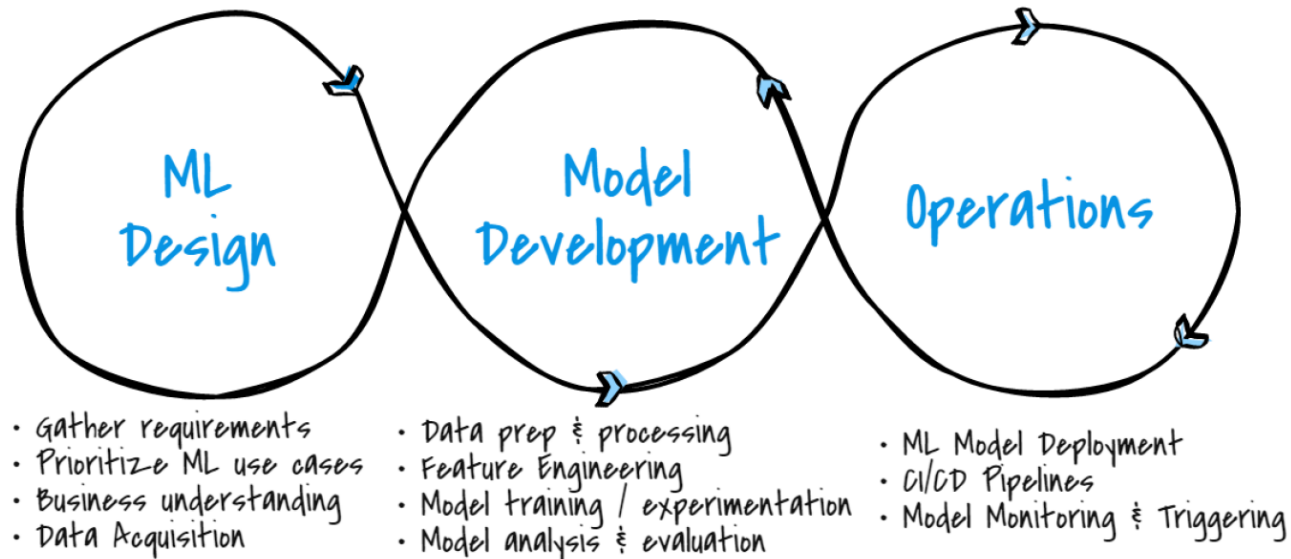 ML
Design
Model
Development
Operations
• Gather requirements
• Prioritize ML use cases
• Business understanding
• Data Acquisition
• Data prep & processing
• Feature Engineering
• Model training / experimentation
• Model analysis & evaluation
• ML Model Deployment
• CI/CD Pipelines
• Model Monitoring & Triggering